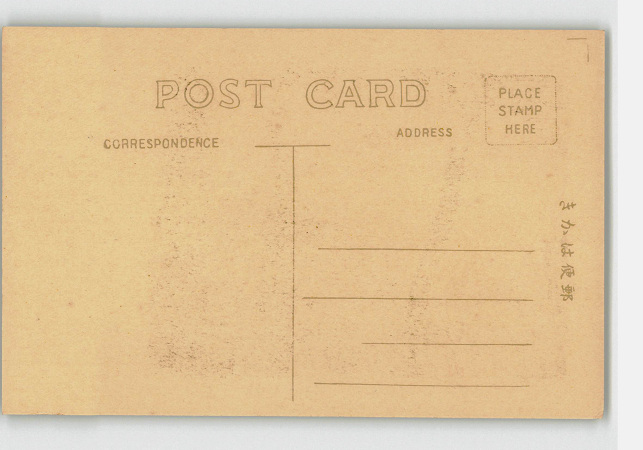 POST CARD
CORRESPONDENCE
ADDRESS
PLACE
STAMP
HERE
きかは便郵